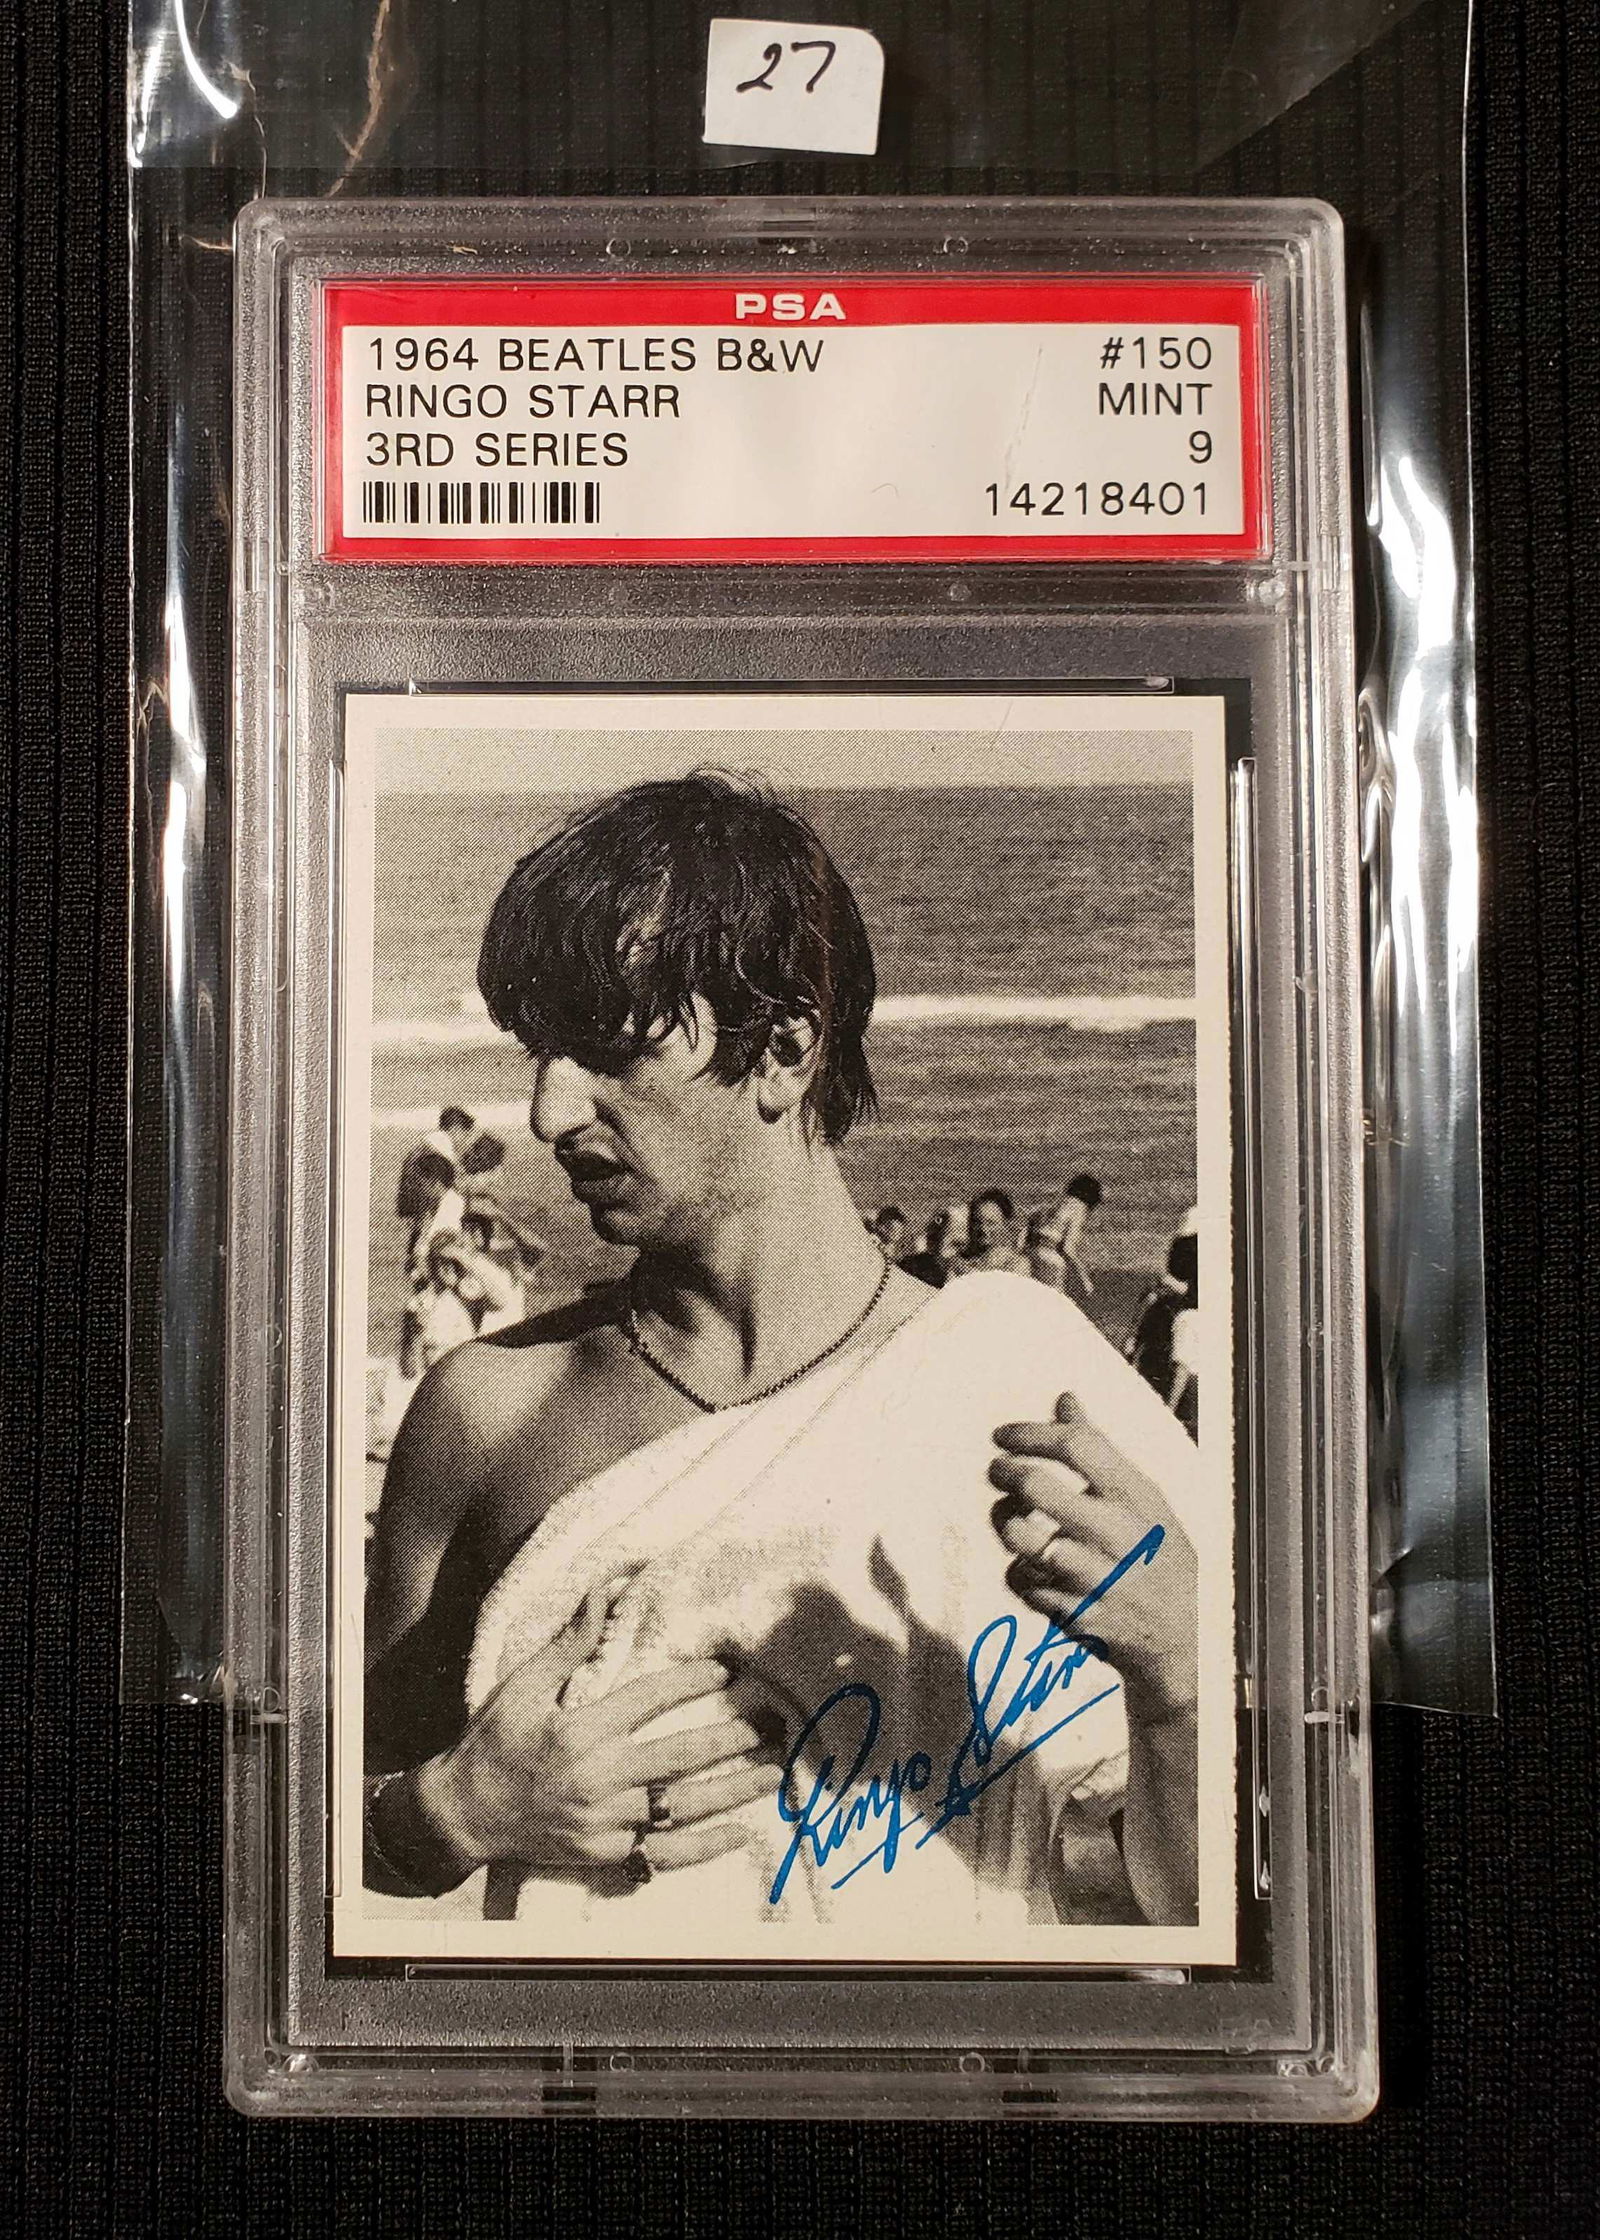 27
PSA
1964 BEATLES B&W #150
RINGO STARR MINT
3RD SERIES 9
14218401
Ringo Starr